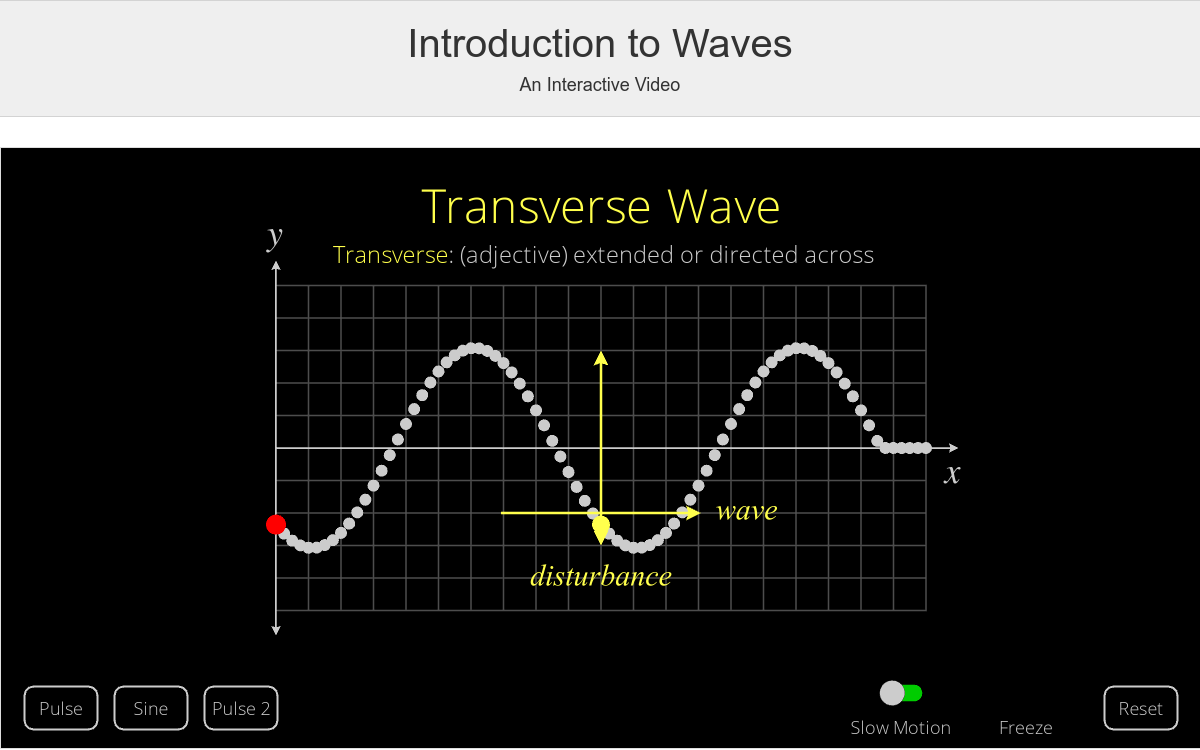 Introduction to Waves
An Interactive Video
Transverse Wave
Transverse: (adjective) extended or directed across
y
x
wave
disturbance
Pulse
Sine
Pulse 2
Slow Motion
Freeze
Reset